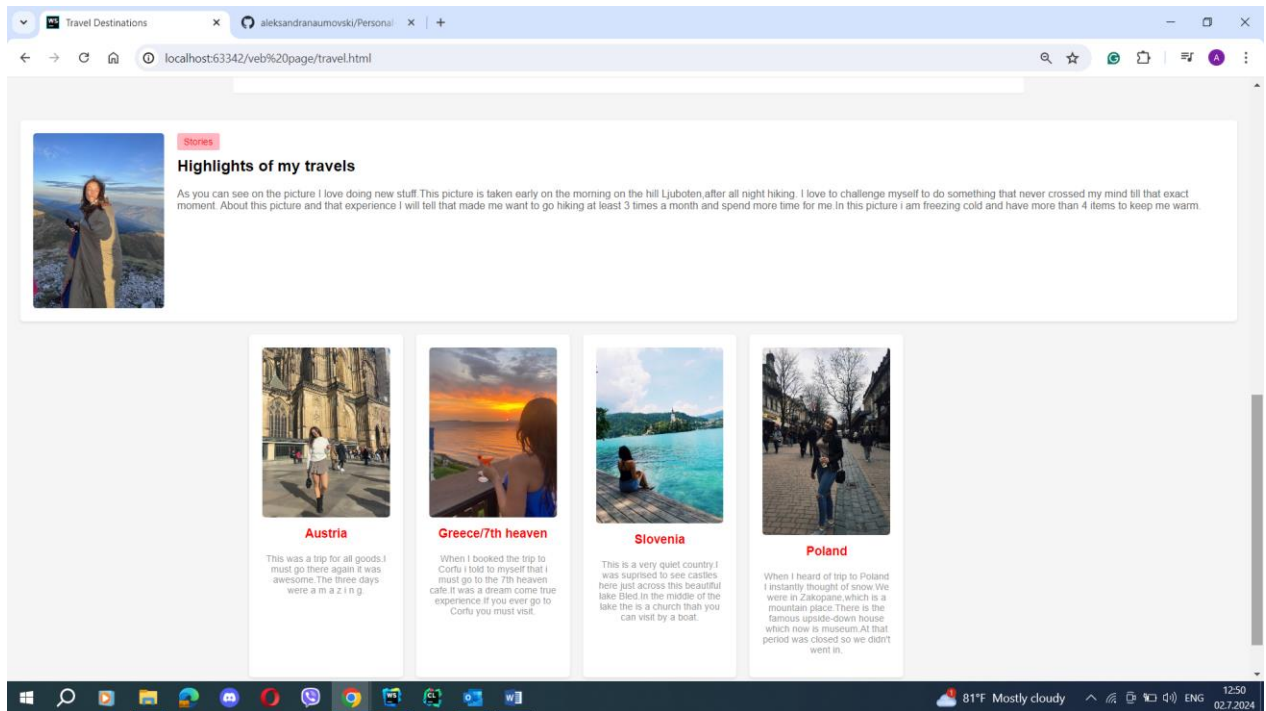 Travel Destinations
aleksandranaumovski/Personal
localhost:63342/veb%20page/travel.html
A
Stories
Highlights of my travels
As you can see on the picture I love doing new stuff.This picture is taken early on the morning on the hill Ljuboten,after all night hiking. I love to challenge myself to do something that never crossed my mind till that exact
moment. About this picture and that experience I will tell that made me want to go hiking at least 3 times a month and spend more time for me.In this picture i am freezing cold and have more than 4 items to keep me warm.
Austria
This was a trip for all goods.I
must go there again it was
awesome.The three days
were a m a z i n g.
Greece/7th heaven
When I booked the trip to
Corfu i told to myself that i
must go to the 7th heaven
cafe.It was a dream come true
experience.If you ever go to
Corfu you must visit.
Slovenia
This is a very quiet country.I
was suprised to see castles
here just across this beautiful
lake Bled.In the middle of the
lake the is a church thah you
can visit by a boat.
Poland
When I heard of trip to Poland
I instantly thought of snow.We
were in Zakopane,which is a
mountain place.There is the
famous upside-down house
which now is museum.At that
period was closed so we didn't
went in.
81°F Mostly cloudy
ENG
12:50
02.7.2024